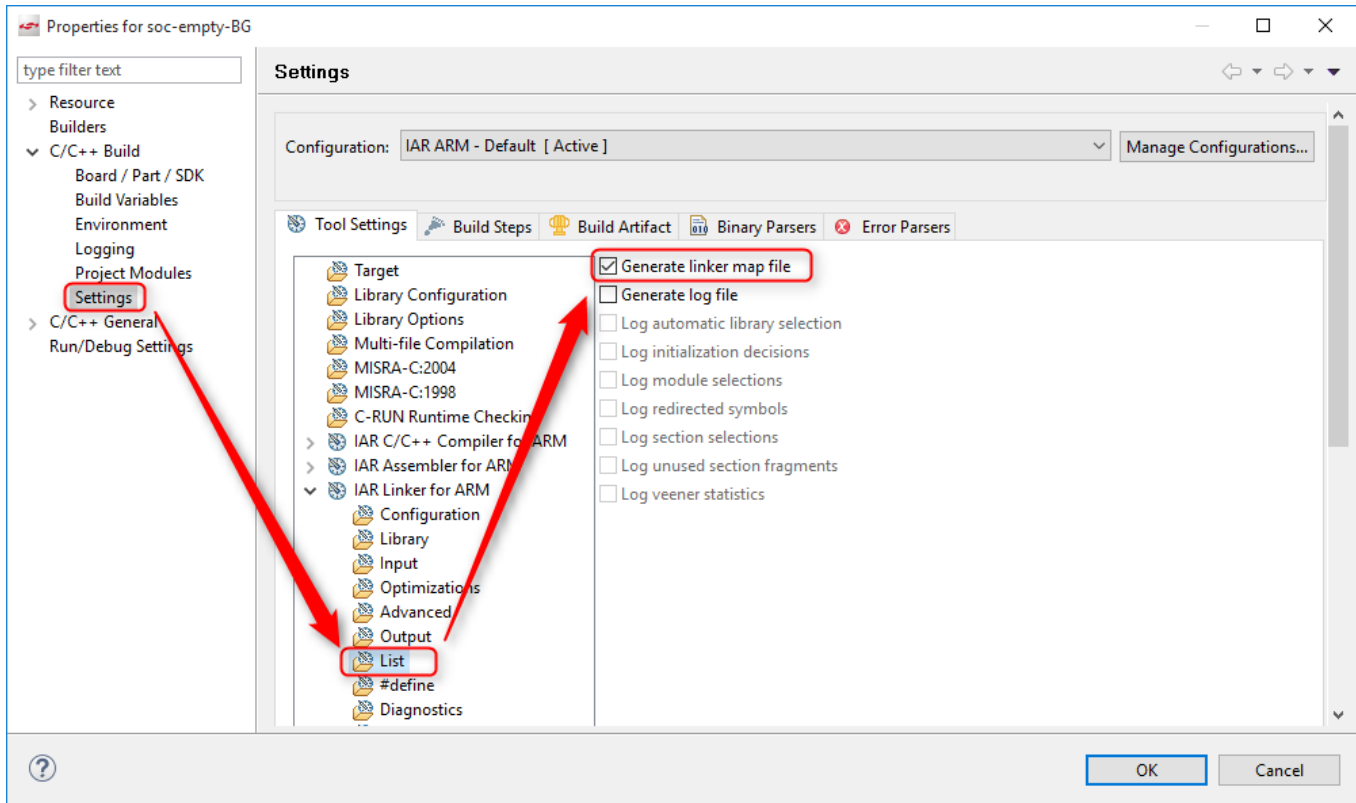 Properties for soc-empty-BG
type filter text
Resource
Builders
C/C++ Build
Board / Part / SDK
Build Variables
Environment
Logging
Project Modules
Settings
C/C++ General
Run/Debug Settings
Settings
Configuration:
IAR ARM - Default [ Active ]
Manage Configurations...
Tool Settings
Build Steps
Build Artifact
Binary Parsers
Error Parsers
Target
Library Configuration
Library Options
Multi-file Compilation
MISRA-C:2004
MISRA-C:1998
C-RUN Runtime Checkin
IAR C/C++ Compiler for ARM
IAR Assembler for ARM
IAR Linker for ARM
Configuration
Library
Input
Optimizations
Advanced
Output
List
#define
Diagnostics
Generate linker map file
Generate log file
Log automatic library selection
Log initialization decisions
Log module selections
Log redirected symbols
Log section selections
Log unused section fragments
Log veener statistics
OK
Cancel